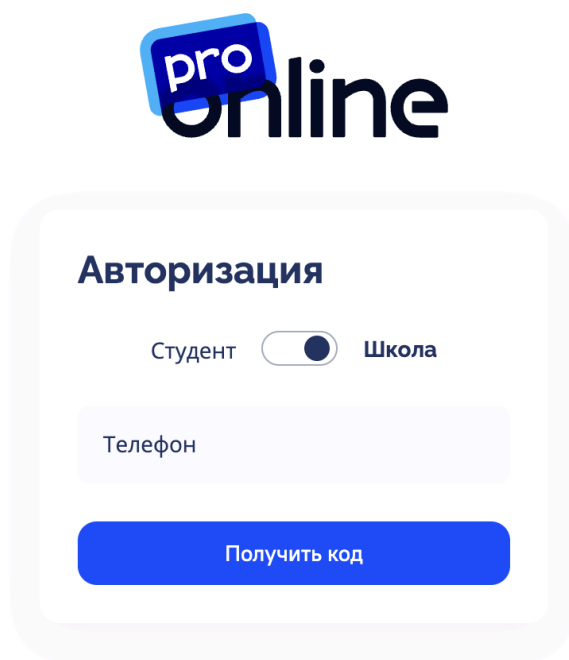 pro
online
Авторизация
Студент Школа
Телефон
Получить код